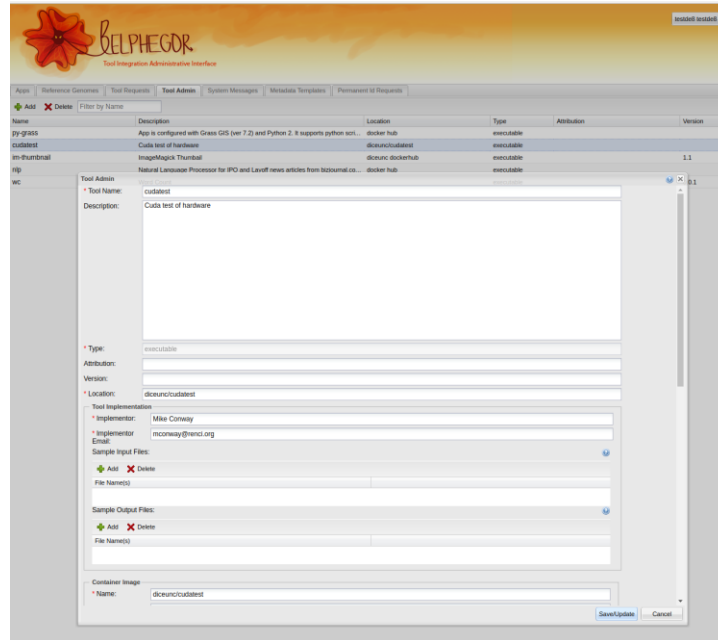 BELPHEGOR
Tool Integration Administrative Interface
testde8 testde8
Apps Reference Genomes Tool Requests Tool Admin System Messages Metadata Templates Permanent Id Requests
Add Delete Filter by Name
Name Description Location Type Attribution Version
py-grass App is configured with Grass GIS (ver 7.2) and Python 2. It supports python scri... docker hub executable
cudatest Cuda test of hardware diceunc/cudatest executable
im-thumbnail ImageMagick Thumbail diceunc dockerhub executable 1.1
nlp Natural Language Processor for IPO and Layoff news articles from bizjournal.co... docker hub executable
wc
Tool Admin
* Tool Name: cudatest
Description: Cuda test of hardware
* Type: executable
Attribution:
Version:
* Location: diceunc/cudatest
Tool Implementation
* Implementor: Mike Conway
* Implementor
Email: mconway@renci.org
Sample Input Files:
Add Delete
File Name(s)
Sample Output Files:
Add Delete
File Name(s)
Container Image
* Name: diceunc/cudatest
Save/Update Cancel